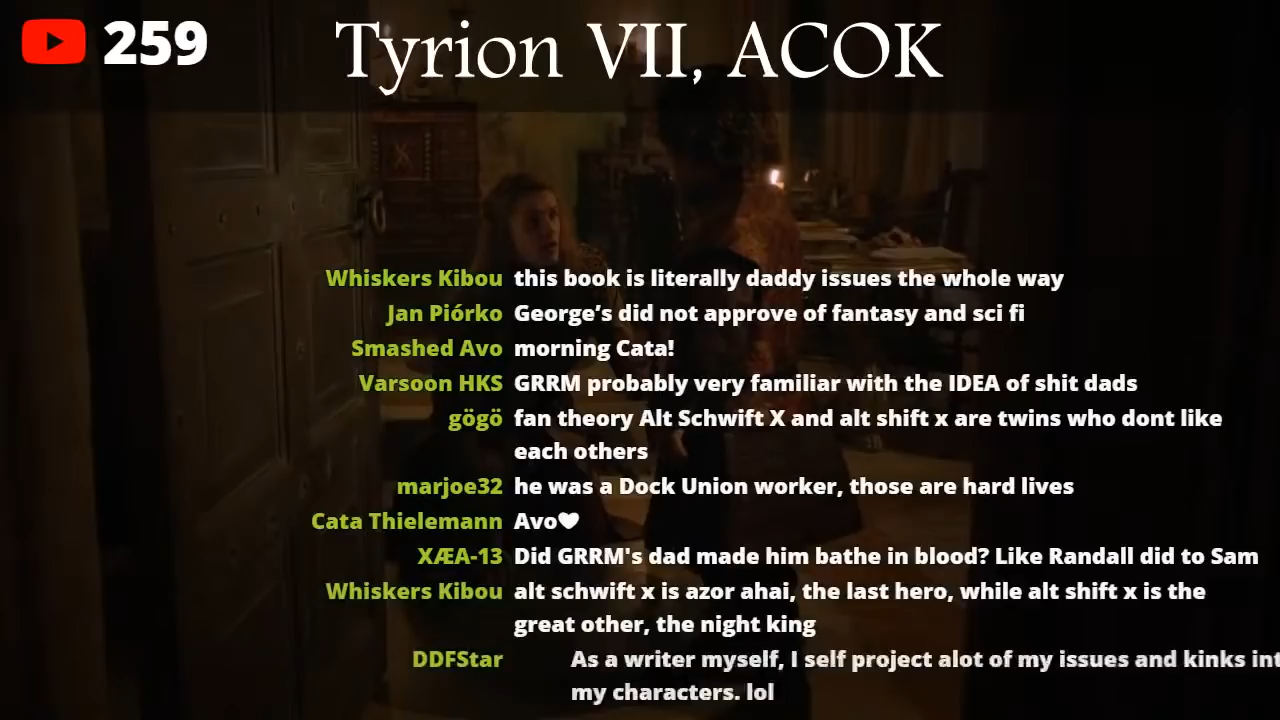 259
Tyrion VII, ACOK
Whiskers Kibou this book is literally daddy issues the whole way
Jan Piórko George's did not approve of fantasy and sci fi
Smashed Avo morning Cata!
Varsoon HKS GRRM probably very familiar with the IDEA of shit dads
gögö fan theory Alt Schwift X and alt shift x are twins who dont like
each others
marjoe32 he was a Dock Union worker, those are hard lives
Cata Thielemann Avo🤍
XÆA-13 Did GRRM's dad made him bathe in blood? Like Randall did to Sam
Whiskers Kibou alt schwift x is azor ahai, the last hero, while alt shift x is the
great other, the night king
DDFStar As a writer myself, I self project alot of my issues and kinks int
my characters. lol